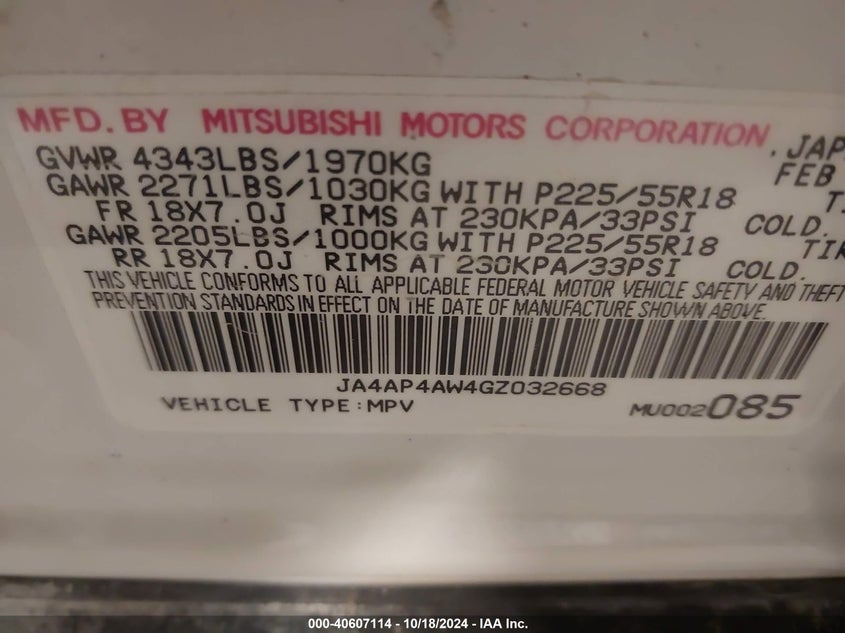 MFD. BY MITSUBISHI MOTORS CORPORATION, JAP
GVWR 4343LBS/1970KG FEB
GAWR 2271LBS/1030KG WITH P225/55R18 TI
FR 18X7.0J RIMS AT 230KPA/33PSI COLD.
GAWR 2205LBS/1000KG WITH P225/55R18 TIR
RR 18X7.0J RIMS AT 230KPA/33PSI COLD.
THIS VEHICLE CONFORMS TO ALL APPLICABLE FEDERAL MOTOR VEHICLE SAFETY AND THEFT
PREVENTION STANDARDS IN EFFECT ON THE DATE OF MANUFACTURE SHOWN ABOVE.
JA4AP4AW4GZ032668
VEHICLE TYPE:MPV MU002085
000-40607114 - 10/18/2024 - IAA Inc.